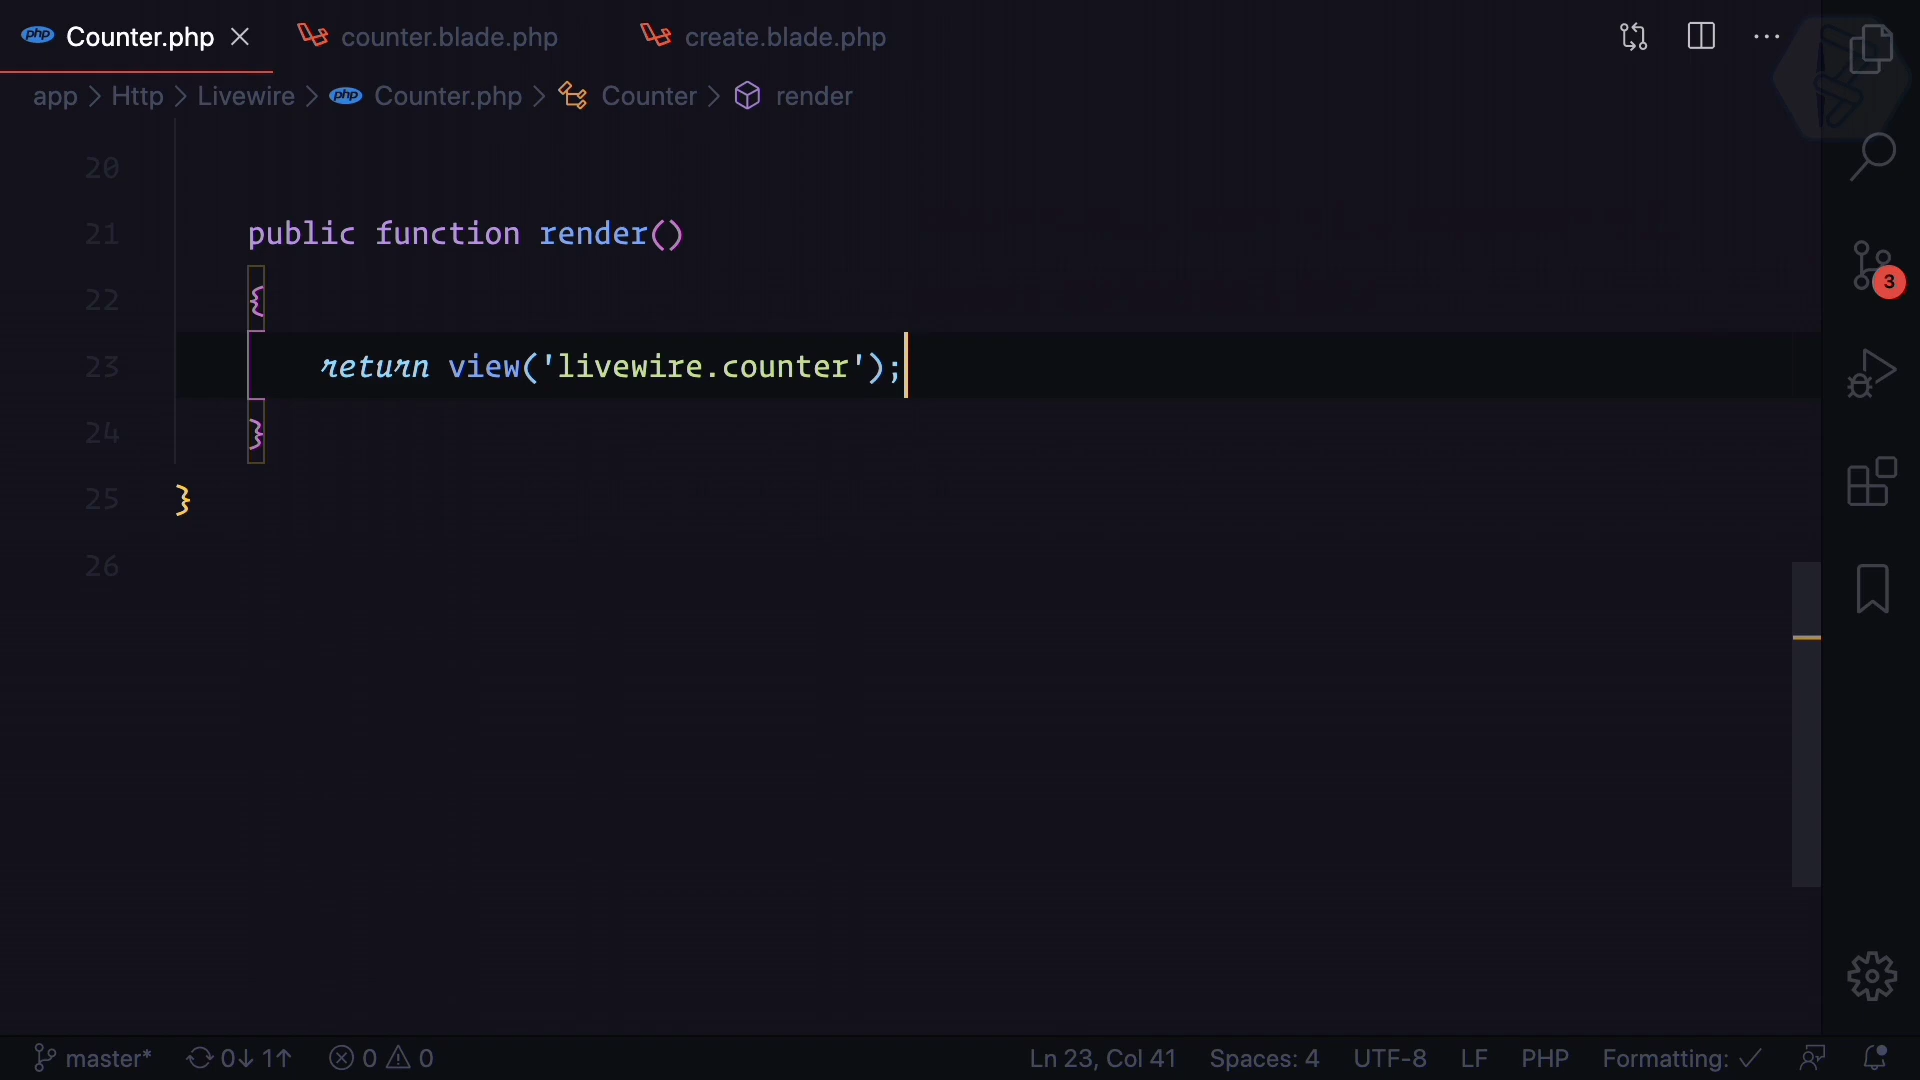 php Counter.php
counter.blade.php
create.blade.php
app > Http > Livewire > php Counter.php > Counter > render
20
21 public function render()
22 {
23 return view('livewire.counter');
24 }
25 }
26
3
master* 0↓ 1↑ 0 0
Ln 23, Col 41 Spaces: 4 UTF-8 LF PHP Formatting: ✓